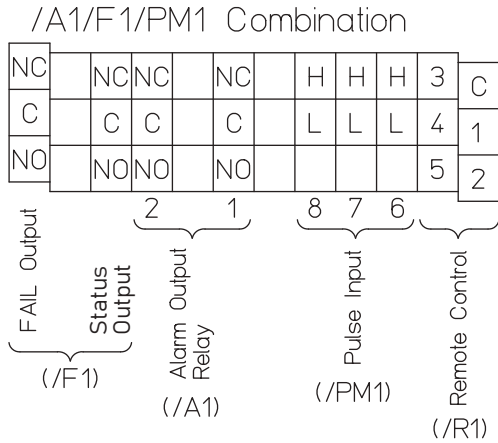 /A1/F1/PM1 Combination
NC NC NC NC H H H 3 C
C C C C L L L 4 1
NO NO NO NO 5 2
2 1 8 7 6
FAIL Output
Status Output
Alarm Output Relay
Pulse Input
Remote Control
(/F1)
(/A1)
(/PM1)
(/R1)